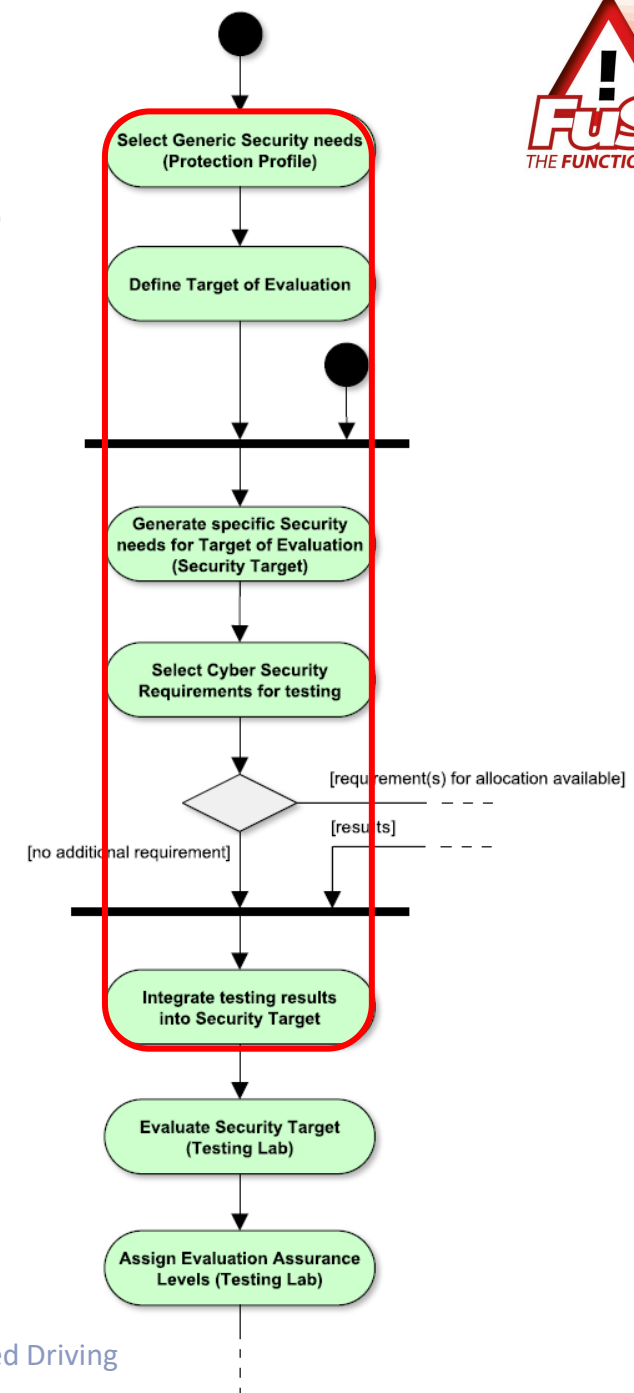 !
FuS
THE FUNCTIO
Select Generic Security needs
(Protection Profile)
Define Target of Evaluation
Generate specific Security
needs for Target of Evaluation
(Security Target)
Select Cyber Security
Requirements for testing
[requirement(s) for allocation available]
[results]
[no additional requirement]
Integrate testing results
into Security Target
Evaluate Security Target
(Testing Lab)
Assign Evaluation Assurance
Levels (Testing Lab)
ed Driving